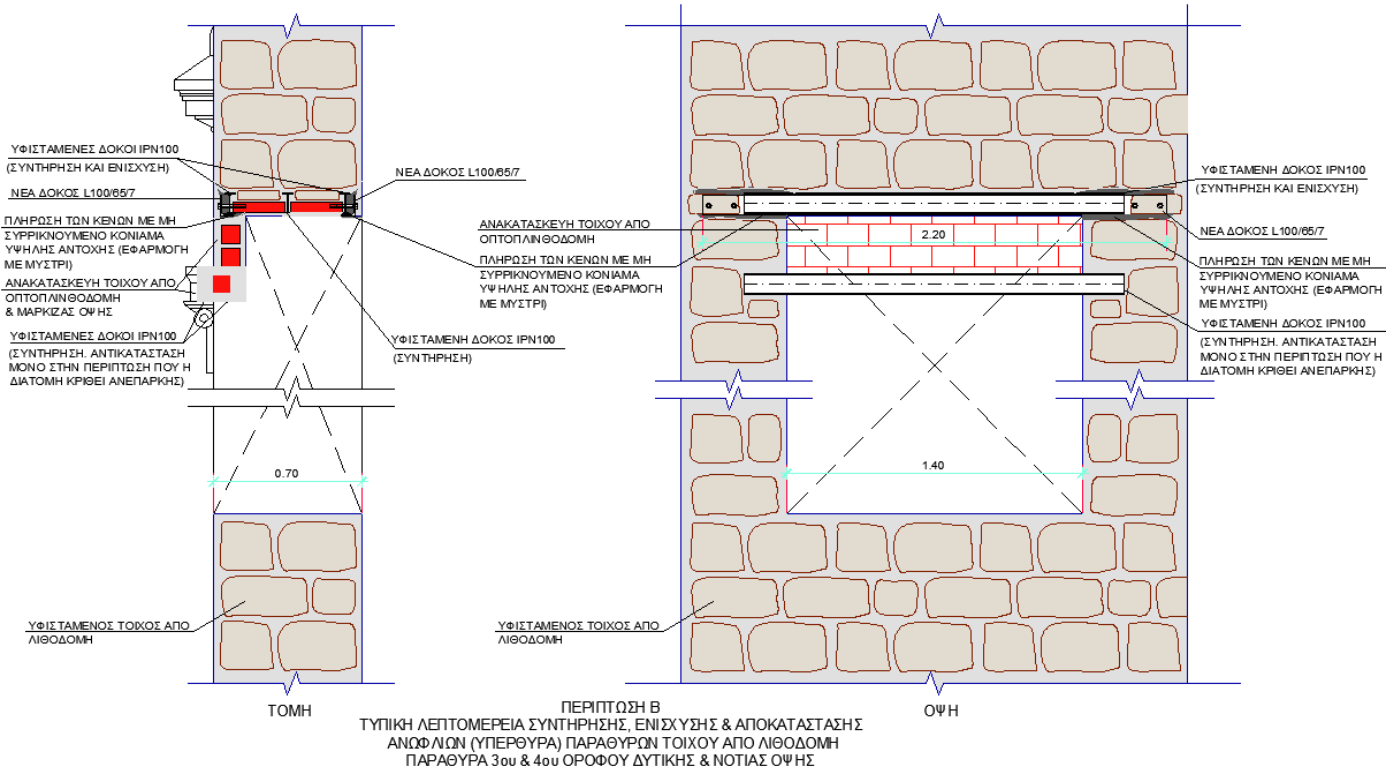 ΥΦΙΣΤΑΜΕΝΕΣ ΔΟΚΟΙ IPN100
(ΣΥΝΤΗΡΗΣΗ ΚΑΙ ΕΝΙΣΧΥΣΗ)
ΝΕΑ ΔΟΚΟΣ L100/65/7
ΠΛΗΡΩΣΗ ΤΩΝ ΚΕΝΩΝ ΜΕ ΜΗ
ΣΥΡΡΙΚΝΟΥΜΕΝΟ ΚΟΝΙΑΜΑ
ΥΨΗΛΗΣ ΑΝΤΟΧΗΣ (ΕΦΑΡΜΟΓΗ
ΜΕ ΜΥΣΤΡΙ)
ΑΝΑΚΑΤΑΣΚΕΥΗ ΤΟΙΧΟΥ ΑΠΟ
ΟΠΤΟΠΛΙΝΘΟΔΟΜΗ
& ΜΑΡΚΙΖΑΣ ΟΨΗΣ
ΥΦΙΣΤΑΜΕΝΕΣ ΔΟΚΟΙ IPN100
(ΣΥΝΤΗΡΗΣΗ. ΑΝΤΙΚΑΤΑΣΤΑΣΗ
ΜΟΝΟ ΣΤΗΝ ΠΕΡΙΠΤΩΣΗ ΠΟΥ Η
ΔΙΑΤΟΜΗ ΚΡΙΘΕΙ ΑΝΕΠΑΡΚΗΣ)
ΝΕΑ ΔΟΚΟΣ L100/65/7
ΥΦΙΣΤΑΜΕΝΗ ΔΟΚΟΣ IPN100
(ΣΥΝΤΗΡΗΣΗ)
0.70
ΥΦΙΣΤΑΜΕΝΟΣ ΤΟΙΧΟΣ ΑΠΟ
ΛΙΘΟΔΟΜΗ
ΤΟΜΗ
ΑΝΑΚΑΤΑΣΚΕΥΗ ΤΟΙΧΟΥ ΑΠΟ
ΟΠΤΟΠΛΙΝΘΟΔΟΜΗ
ΠΛΗΡΩΣΗ ΤΩΝ ΚΕΝΩΝ ΜΕ ΜΗ
ΣΥΡΡΙΚΝΟΥΜΕΝΟ ΚΟΝΙΑΜΑ
ΥΨΗΛΗΣ ΑΝΤΟΧΗΣ (ΕΦΑΡΜΟΓΗ
ΜΕ ΜΥΣΤΡΙ)
2.20
1.40
ΥΦΙΣΤΑΜΕΝΗ ΔΟΚΟΣ IPN100
(ΣΥΝΤΗΡΗΣΗ ΚΑΙ ΕΝΙΣΧΥΣΗ)
ΝΕΑ ΔΟΚΟΣ L100/65/7
ΠΛΗΡΩΣΗ ΤΩΝ ΚΕΝΩΝ ΜΕ ΜΗ
ΣΥΡΡΙΚΝΟΥΜΕΝΟ ΚΟΝΙΑΜΑ
ΥΨΗΛΗΣ ΑΝΤΟΧΗΣ (ΕΦΑΡΜΟΓΗ
ΜΕ ΜΥΣΤΡΙ)
ΥΦΙΣΤΑΜΕΝΗ ΔΟΚΟΣ IPN100
(ΣΥΝΤΗΡΗΣΗ. ΑΝΤΙΚΑΤΑΣΤΑΣΗ
ΜΟΝΟ ΣΤΗΝ ΠΕΡΙΠΤΩΣΗ ΠΟΥ Η
ΔΙΑΤΟΜΗ ΚΡΙΘΕΙ ΑΝΕΠΑΡΚΗΣ)
ΥΦΙΣΤΑΜΕΝΟΣ ΤΟΙΧΟΣ ΑΠΟ
ΛΙΘΟΔΟΜΗ
ΟΨΗ
ΠΕΡΙΠΤΩΣΗ Β
ΤΥΠΙΚΗ ΛΕΠΤΟΜΕΡΕΙΑ ΣΥΝΤΗΡΗΣΗΣ, ΕΝΙΣΧΥΣΗΣ & ΑΠΟΚΑΤΑΣΤΑΣΗΣ
ΑΝΩΦΛΙΩΝ (ΥΠΕΡΘΥΡΑ) ΠΑΡΑΘΥΡΩΝ ΤΟΙΧΟΥ ΑΠΟ ΛΙΘΟΔΟΜΗ
ΠΑΡΑΘΥΡΑ 3ου & 4ου ΟΡΟΦΟΥ ΔΥΤΙΚΗΣ & ΝΟΤΙΑΣ ΟΨΗΣ